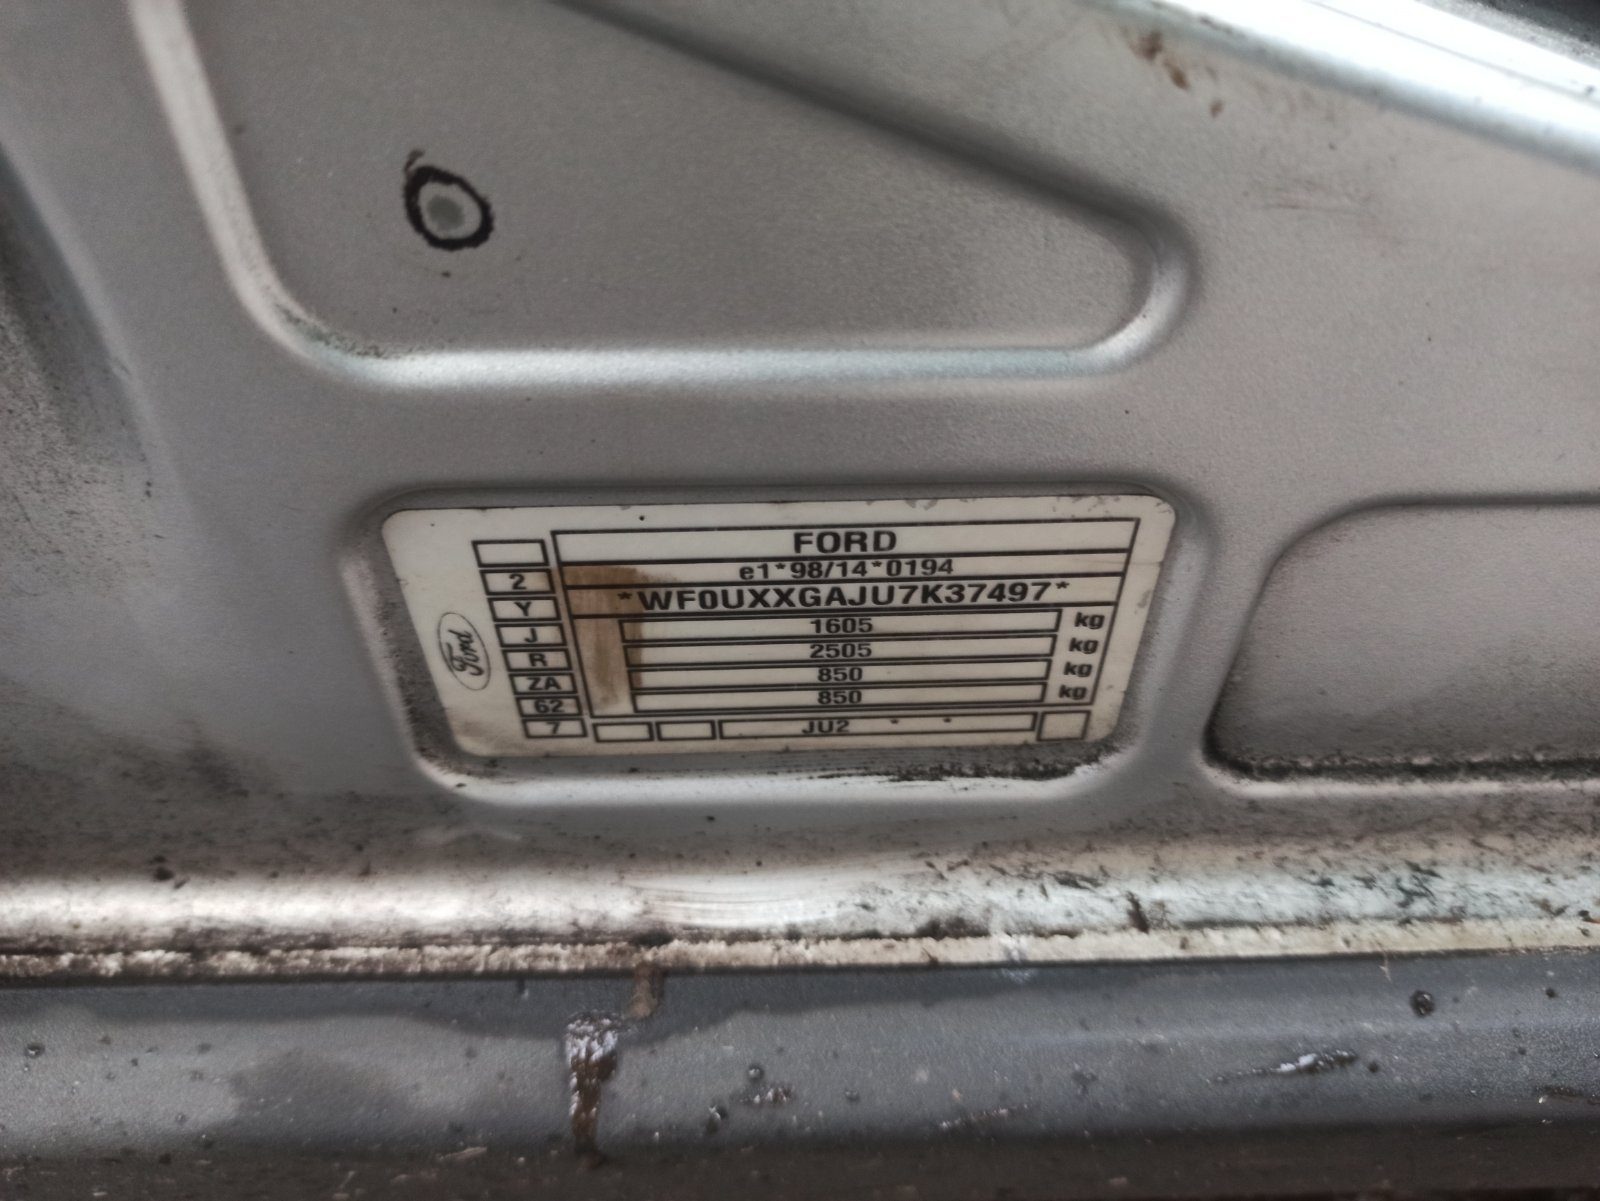 FORD
e1*98/14*0194
*WF0UXXGAJU7K37497*
1605 kg
2505 kg
850 kg
850 kg
JU2 * *
2
Y
J
R
ZA
62
7
Ford